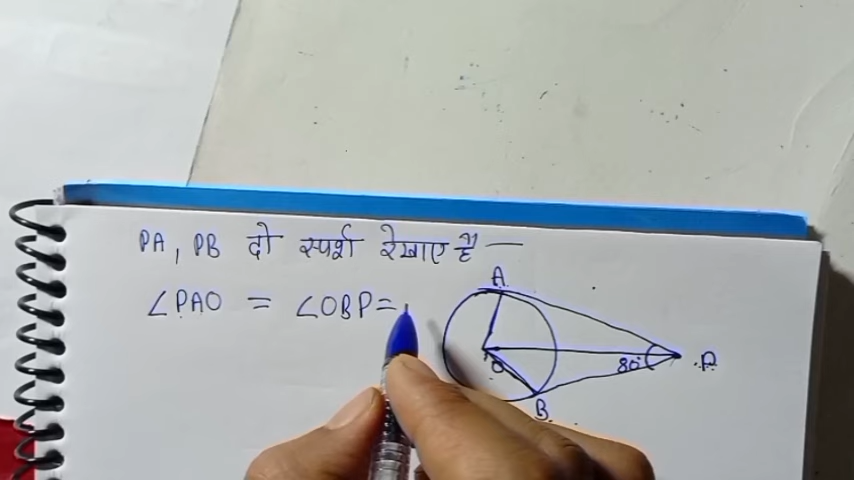 PA, PB दो स्पर्श रेखाए है —
∠PAO = ∠OBP =
A
O
80°
P
B